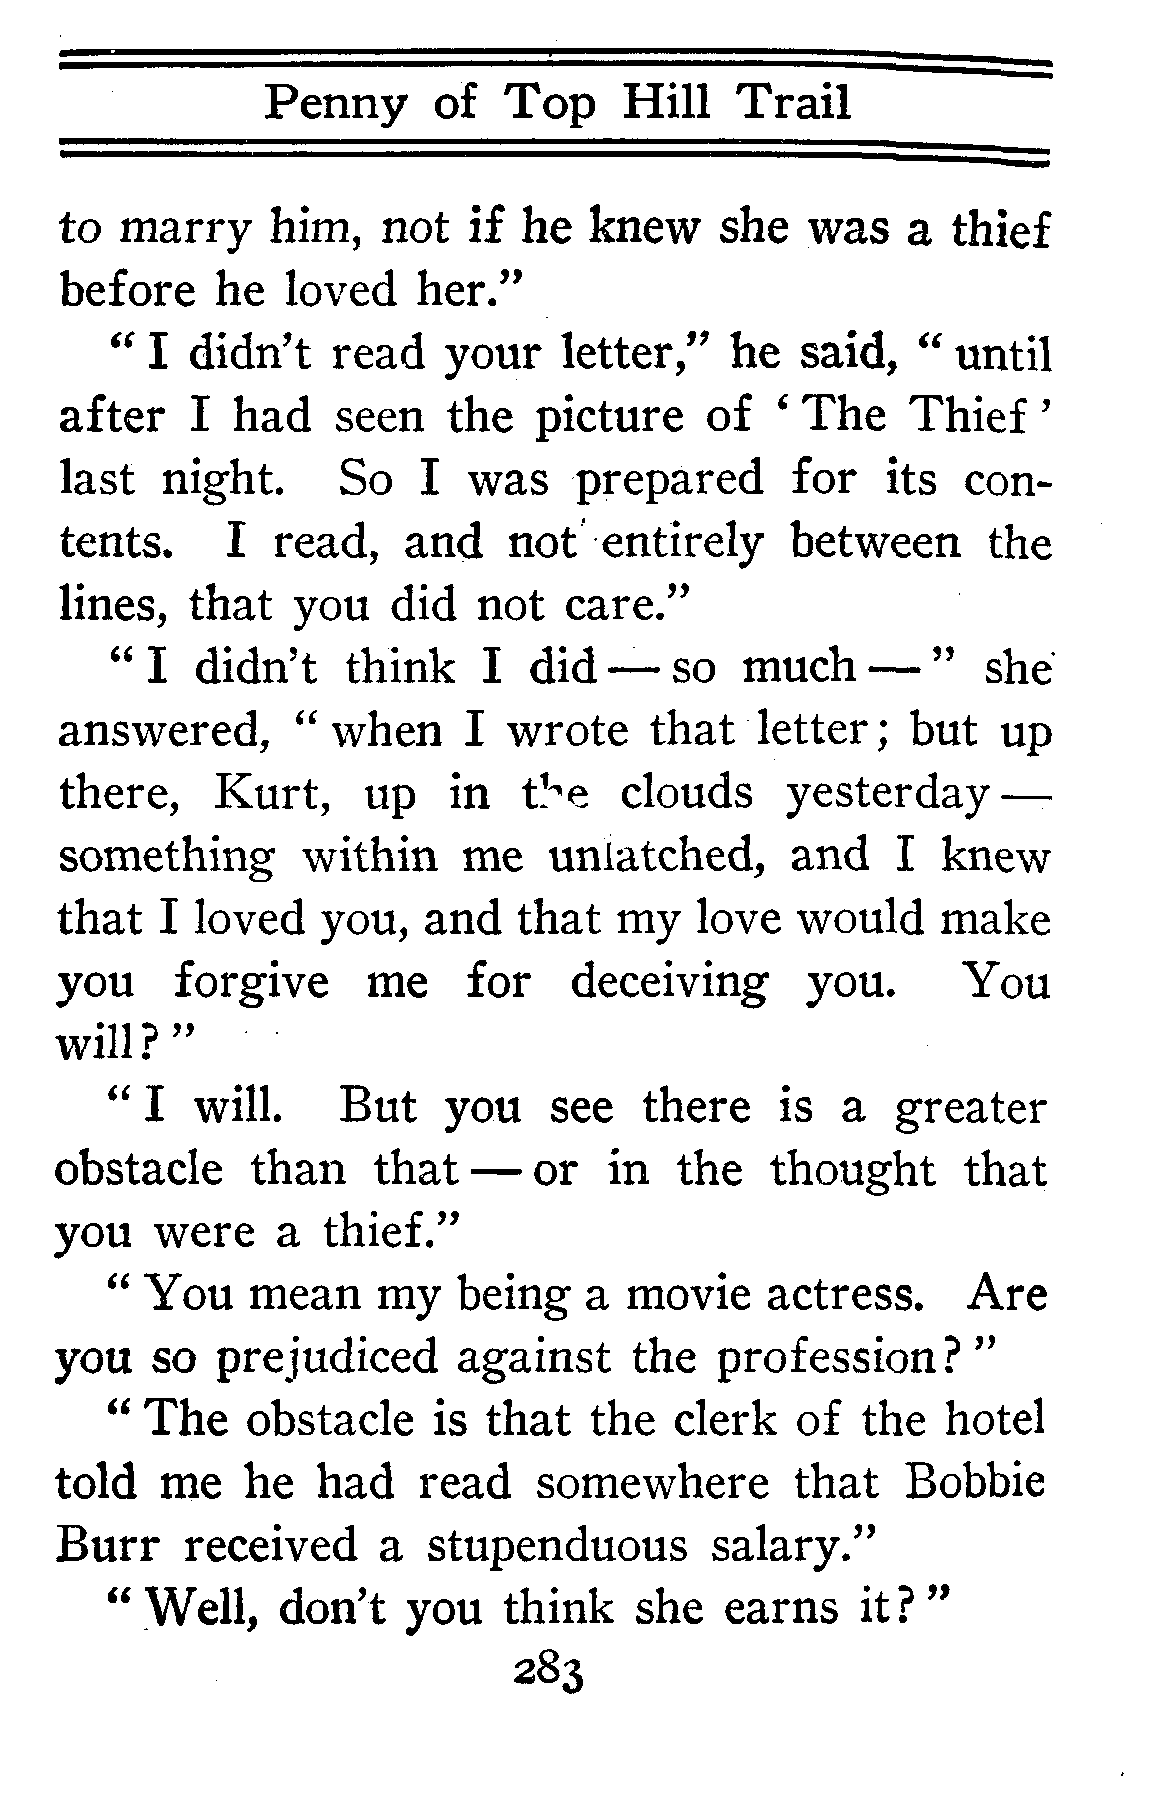 Penny of Top Hill Trail
to marry him, not if he knew she was a thief
before he loved her.”
“ I didn't read your letter,” he said, “ until
after I had seen the picture of ‘ The Thief ’
last night. So I was prepared for its con-
tents. I read, and not entirely between the
lines, that you did not care.”
“ I didn't think I did — so much — ” she
answered, “ when I wrote that letter; but up
there, Kurt, up in the clouds yesterday —
something within me unlatched, and I knew
that I loved you, and that my love would make
you forgive me for deceiving you. You
will? ”
“ I will. But you see there is a greater
obstacle than that — or in the thought that
you were a thief.”
“ You mean my being a movie actress. Are
you so prejudiced against the profession? ”
“ The obstacle is that the clerk of the hotel
told me he had read somewhere that Bobbie
Burr received a stupenduous salary.”
“ Well, don't you think she earns it? ”
283